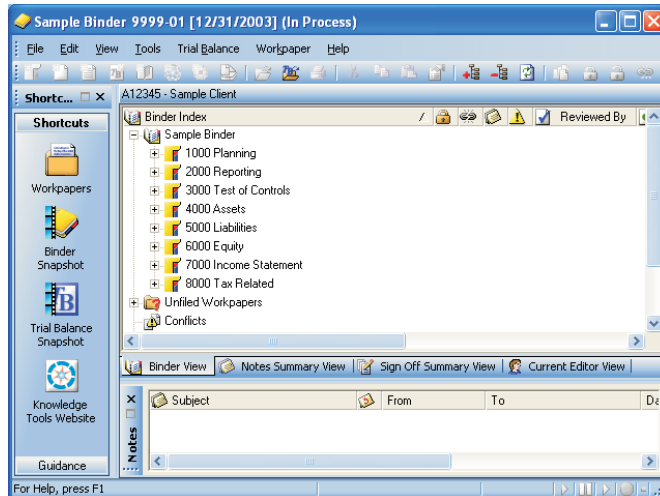 Sample Binder 9999-01 [12/31/2003] (In Process)
File Edit View Tools Trial Balance Workpaper Help
Shortc...
Shortcuts
Workpapers
Binder
Snapshot
TB
Trial Balance
Snapshot
Knowledge
Tools Website
Guidance
A12345 - Sample Client
Binder Index / Reviewed By
Sample Binder
1000 Planning
2000 Reporting
3000 Test of Controls
4000 Assets
5000 Liabilities
6000 Equity
7000 Income Statement
8000 Tax Related
Unfiled Workpapers
Conflicts
Binder View Notes Summary View Sign Off Summary View Current Editor View
Notes
Subject From To Da
For Help, press F1